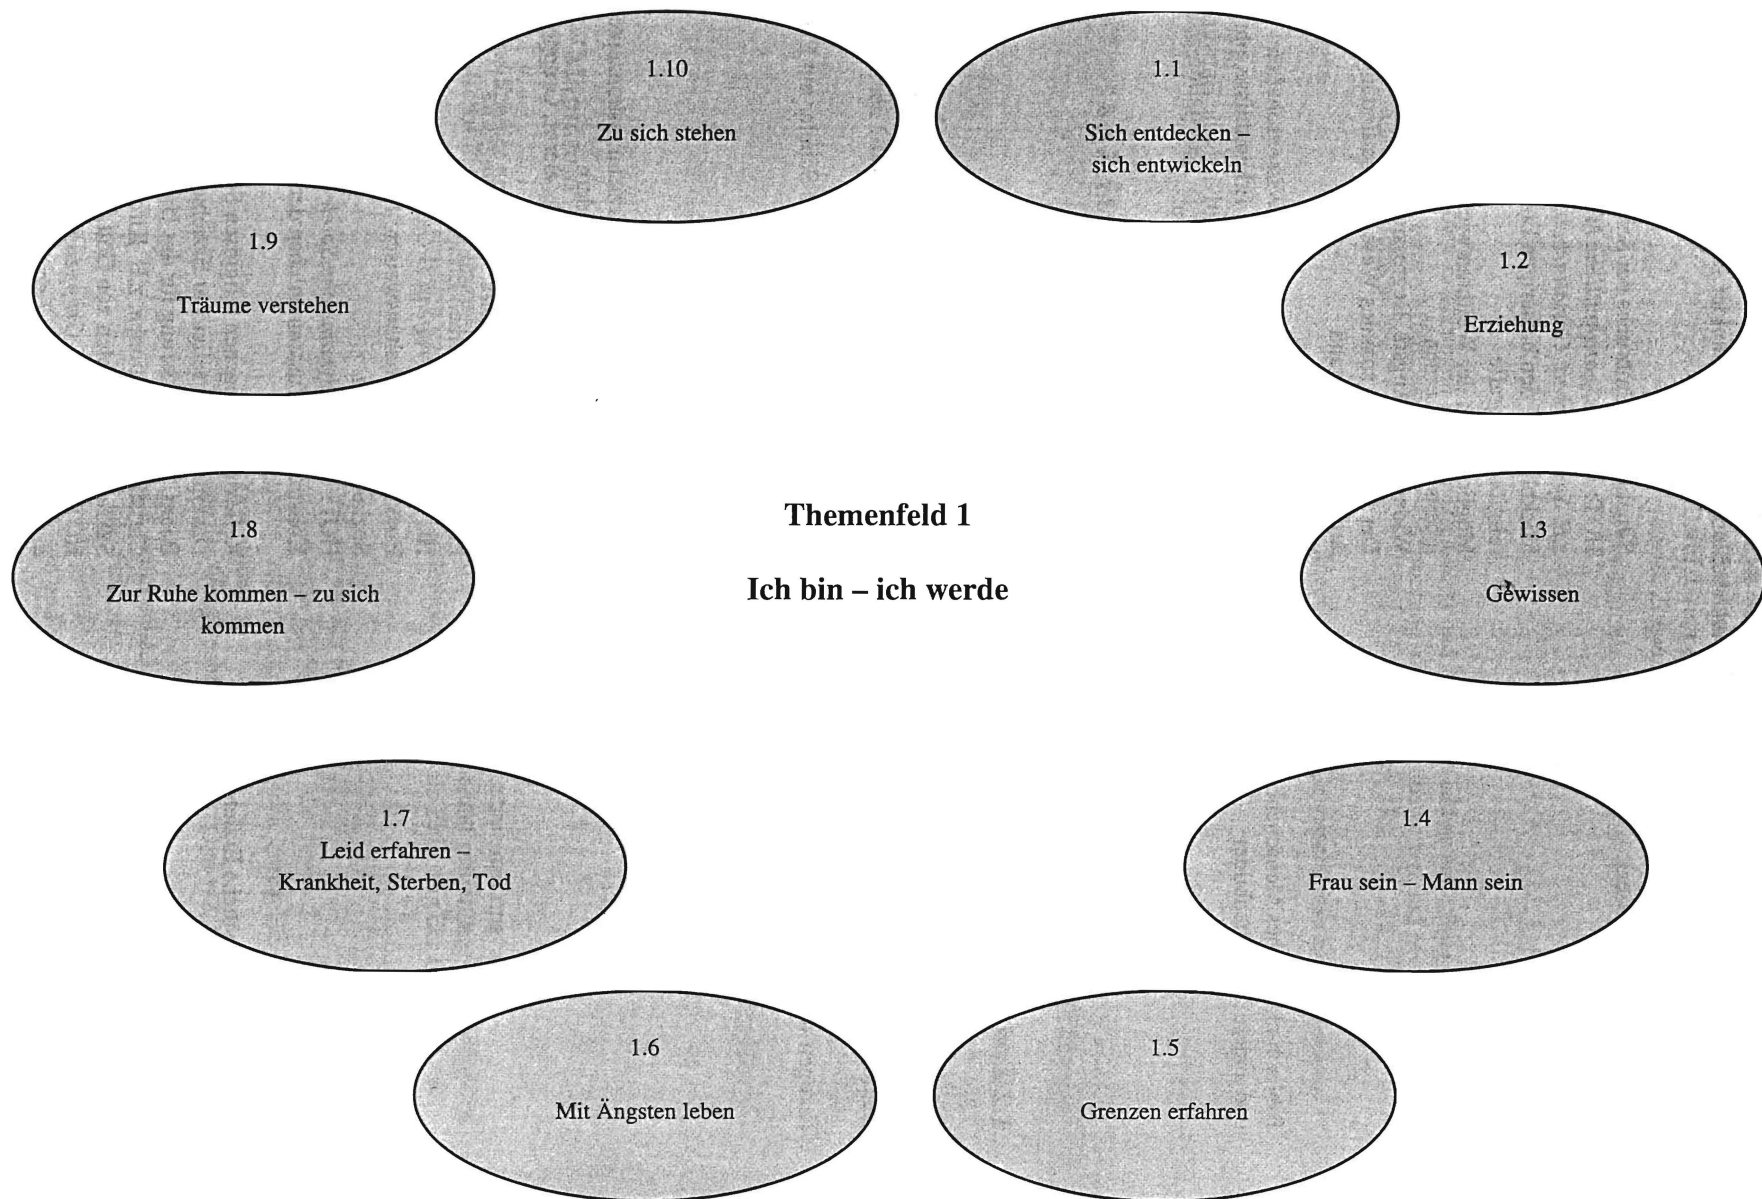 Themenfeld 1
Ich bin – ich werde
1.1
Sich entdecken –
sich entwickeln
1.2
Erziehung
1.3
Gewissen
1.4
Frau sein – Mann sein
1.5
Grenzen erfahren
1.6
Mit Ängsten leben
1.7
Leid erfahren –
Krankheit, Sterben, Tod
1.8
Zur Ruhe kommen – zu sich
kommen
1.9
Träume verstehen
1.10
Zu sich stehen